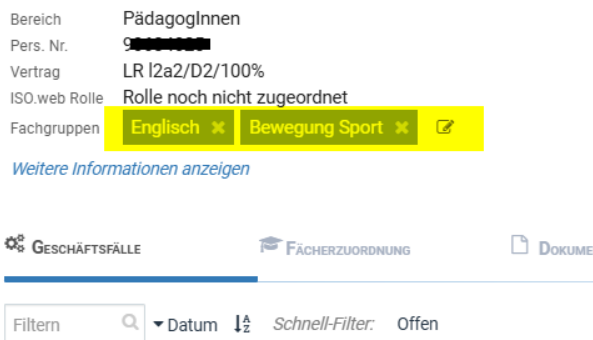 Bereich PädagogInnen
Pers. Nr.
Vertrag LR l2a2/D2/100%
ISO.web Rolle Rolle noch nicht zugeordnet
Fachgruppen Englisch × Bewegung Sport ×
Weitere Informationen anzeigen
GESCHÄFTSFÄLLE FÄCHERZUORDNUNG DOKUME
Filtern Datum Schnell-Filter: Offen